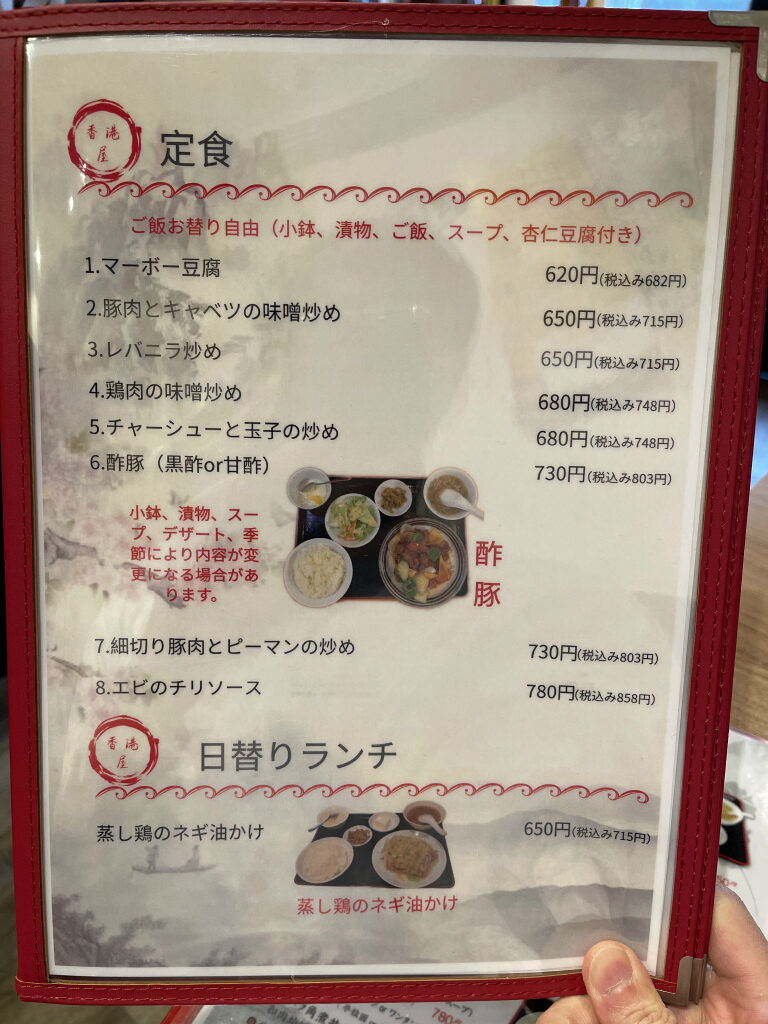 香港
屋
定食
ご飯お替り自由（小鉢、漬物、ご飯、スープ、杏仁豆腐付き）
1.マーボー豆腐 620円(税込み682円)
2.豚肉とキャベツの味噌炒め 650円(税込み715円)
3.レバニラ炒め 650円(税込み715円)
4.鶏肉の味噌炒め 680円(税込み748円)
5.チャーシューと玉子の炒め 680円(税込み748円)
6.酢豚（黒酢or甘酢） 730円(税込み803円)
小鉢、漬物、スー
プ、デザート、季
節により内容が変
更になる場合があ
ります。
酢
豚
7.細切り豚肉とピーマンの炒め 730円(税込み803円)
8.エビのチリソース 780円(税込み858円)
香港
屋
日替りランチ
蒸し鶏のネギ油かけ 650円(税込み715円)
蒸し鶏のネギ油かけ
角煮
780